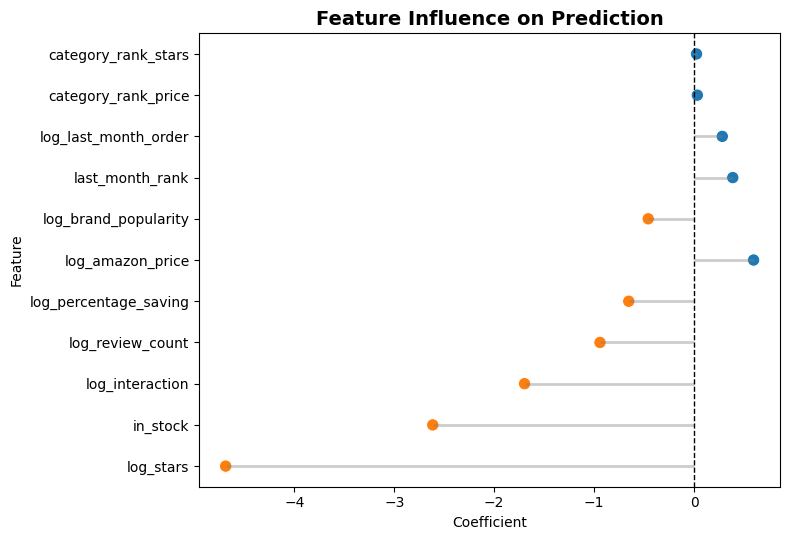 Feature Influence on Prediction
category_rank_stars
category_rank_price
log_last_month_order
last_month_rank
log_brand_popularity
log_amazon_price
log_percentage_saving
log_review_count
log_interaction
in_stock
log_stars
Feature
−4 −3 −2 −1 0
Coefficient